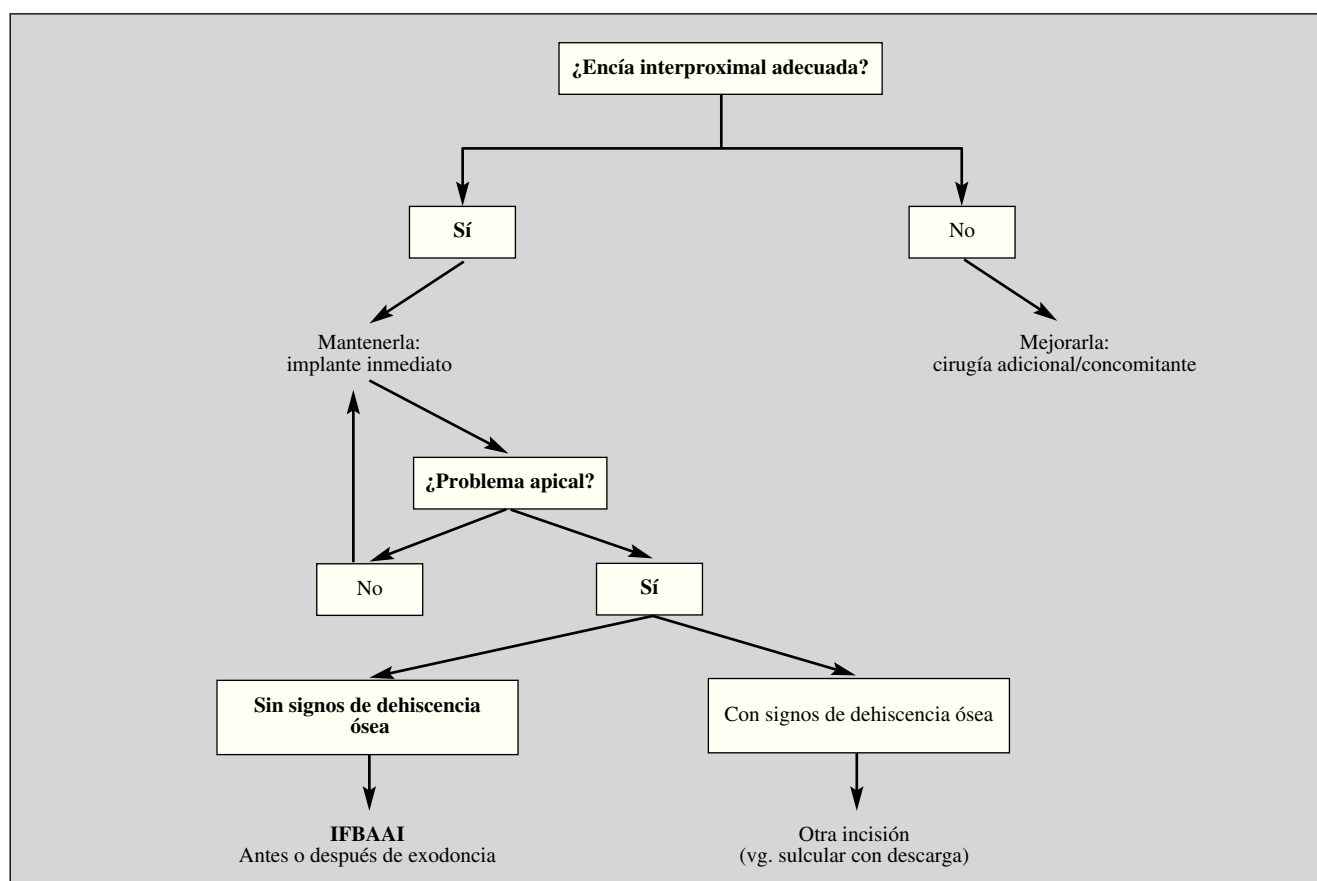 ¿Encía interproximal adecuada?
Sí
No
Mantenerla:
implante inmediato
Mejorarla:
cirugía adicional/concomitante
¿Problema apical?
No
Sí
Sin signos de dehiscencia
ósea
Con signos de dehiscencia ósea
IFBAAI
Antes o después de exodoncia
Otra incisión
(vg. sulcular con descarga)